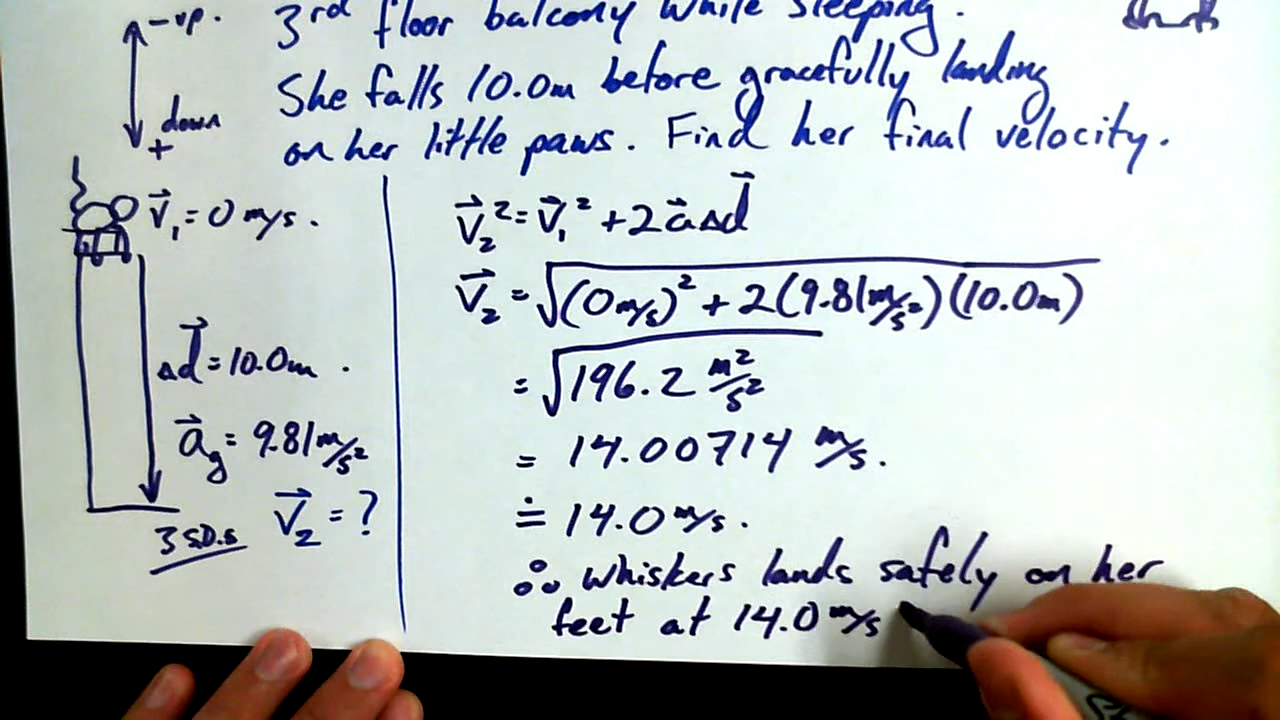 - up.
3rd floor balcony while sleeping.
She falls 10.0m before gracefully landing
on her little paws. Find her final velocity.
down
+
V⃗₁ = 0 m/s.
Δd⃗ = 10.0m.
a⃗g = 9.81 m/s²
V⃗₂ = ?
3 S.D.s
V⃗₂² = V⃗₁² + 2a⃗Δd⃗
V⃗₂ = √((0 m/s)² + 2(9.81 m/s²)(10.0m))
= √(196.2 m²/s²)
= 14.00714 m/s.
≐ 14.0 m/s.
∴ whiskers lands safely on her
feet at 14.0 m/s